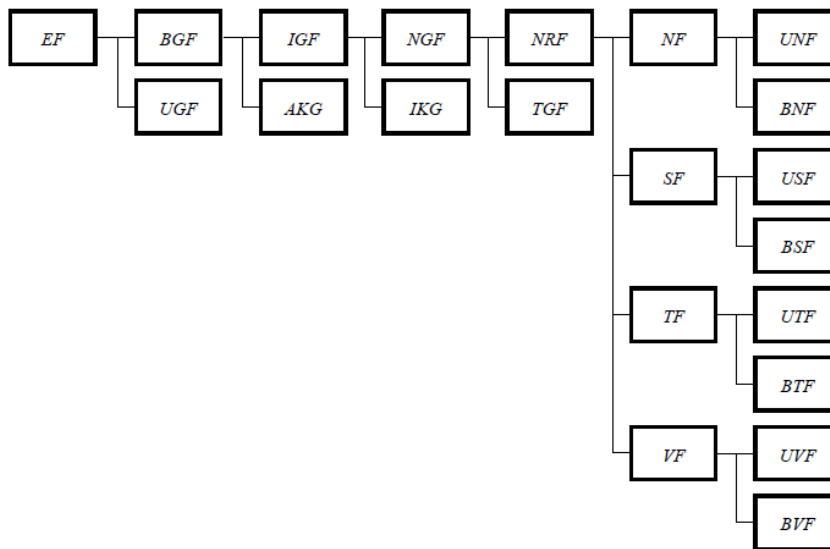 EF BGF IGF NGF NRF NF UNF
UGF AKG IKG TGF BNF
SF USF
BSF
TF UTF
BTF
VF UVF
BVF